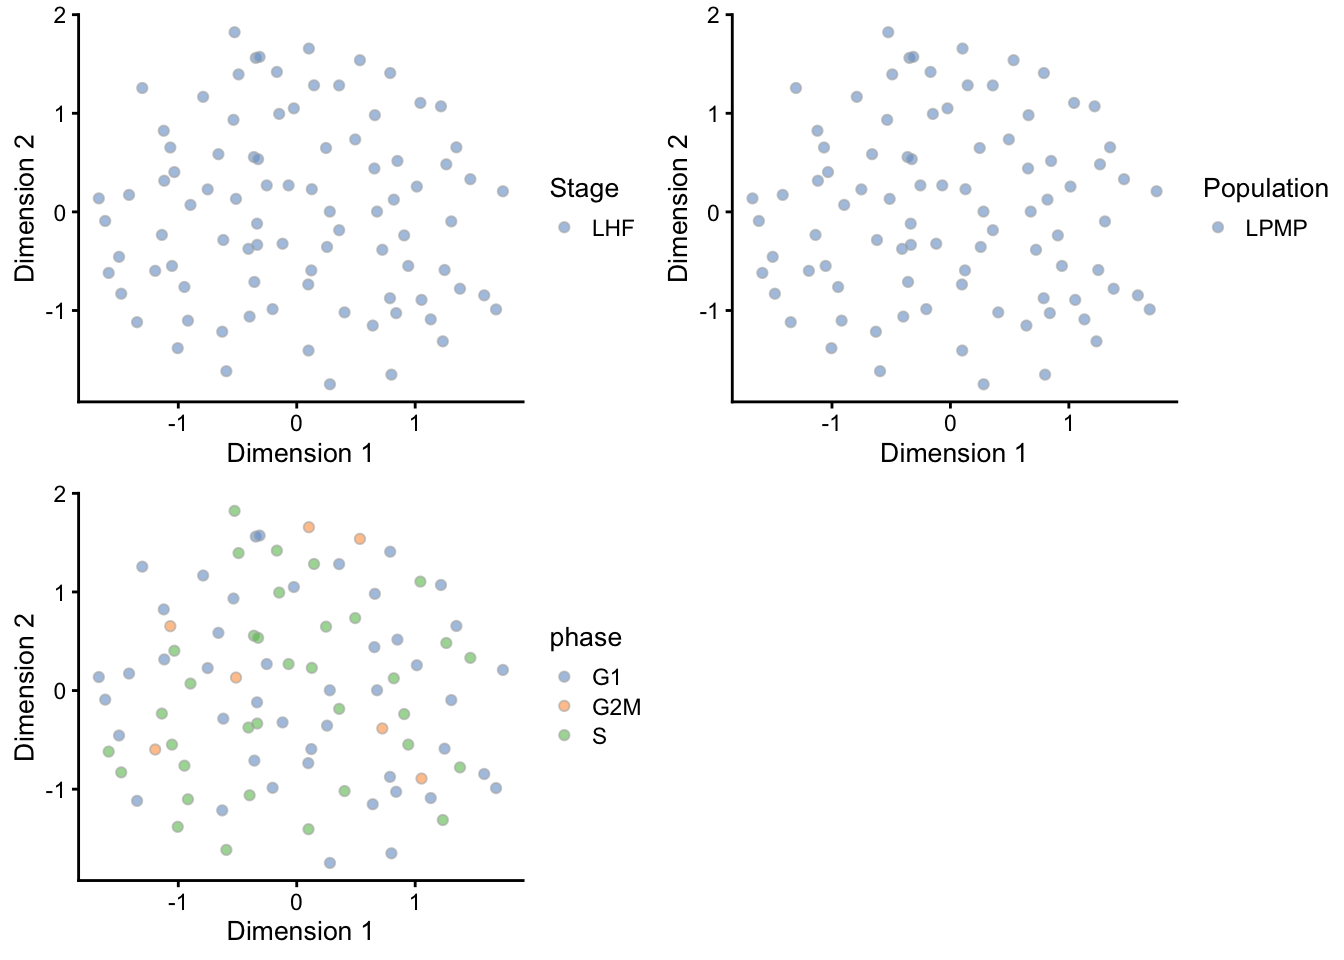 2
1
0
-1
Dimension 2
-1 0 1
Dimension 1
Stage
LHF
2
1
0
-1
Dimension 2
-1 0 1
Dimension 1
Population
LPMP
2
1
0
-1
Dimension 2
-1 0 1
Dimension 1
phase
G1
G2M
S